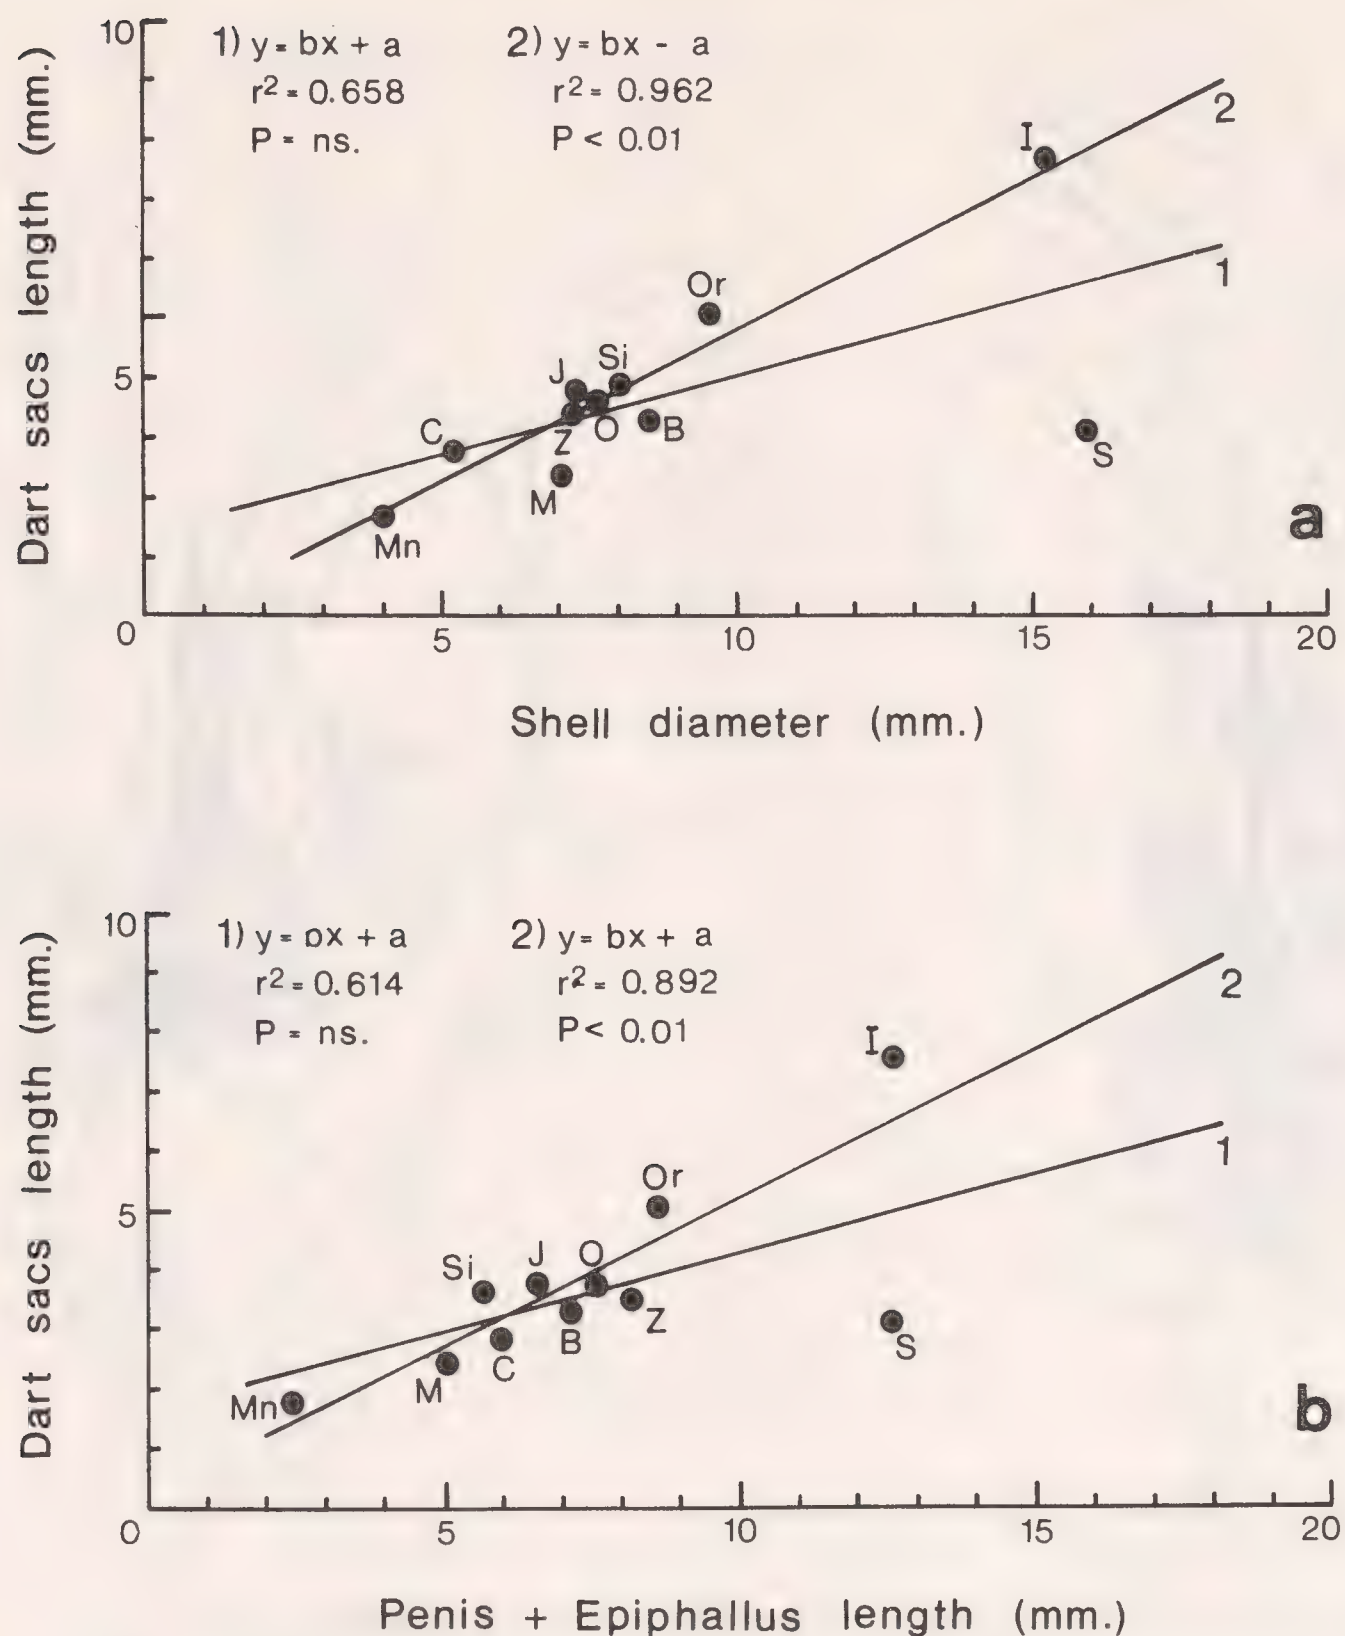 10
1) y = bx + a
2) y = bx - a
r2 = 0.658
r2 = 0.962
P = ns.
P < 0.01
2
I
1
Or
Si
J
5
C
Z
O
B
S
M
Mn
a
Dart sacs length (mm.)
0
5
10
15
20
Shell diameter (mm.)
10
1) y = bx + a
2) y = bx + a
r2 = 0.614
r2 = 0.892
P = ns.
P < 0.01
2
I
1
Or
5
Si
J
O
Z
B
S
C
M
Mn
b
Dart sacs length (mm.)
0
5
10
15
20
Penis + Epiphallus length (mm.)